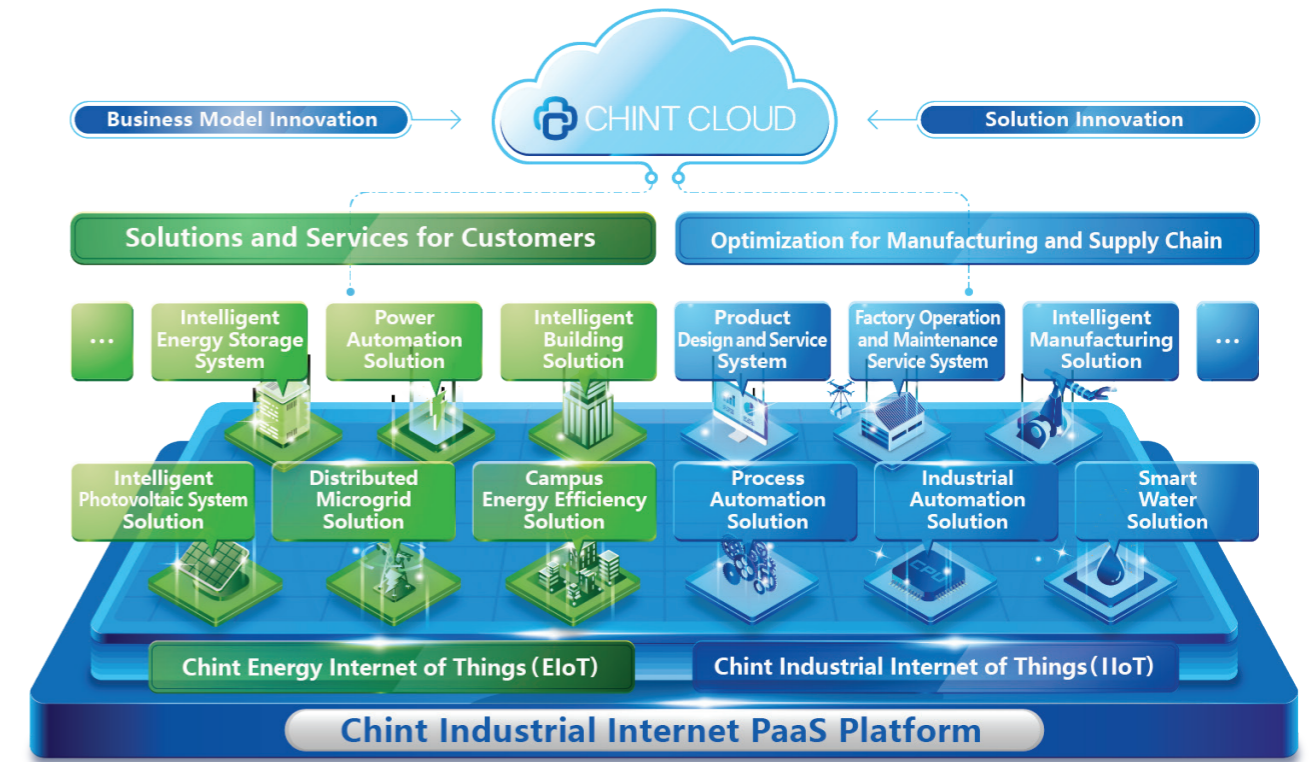 CHINT CLOUD
Business Model Innovation
Solution Innovation
Solutions and Services for Customers
Optimization for Manufacturing and Supply Chain
...
Intelligent
Energy Storage
System
Power
Automation
Solution
Intelligent
Building
Solution
Product
Design and Service
System
Factory Operation
and Maintenance
Service System
Intelligent
Manufacturing
Solution
...
Intelligent
Photovoltaic System
Solution
Distributed
Microgrid
Solution
Campus
Energy Efficiency
Solution
Process
Automation
Solution
Industrial
Automation
Solution
Smart
Water
Solution
CPU
Chint Energy Internet of Things (EIoT)
Chint Industrial Internet of Things (IIoT)
Chint Industrial Internet PaaS Platform